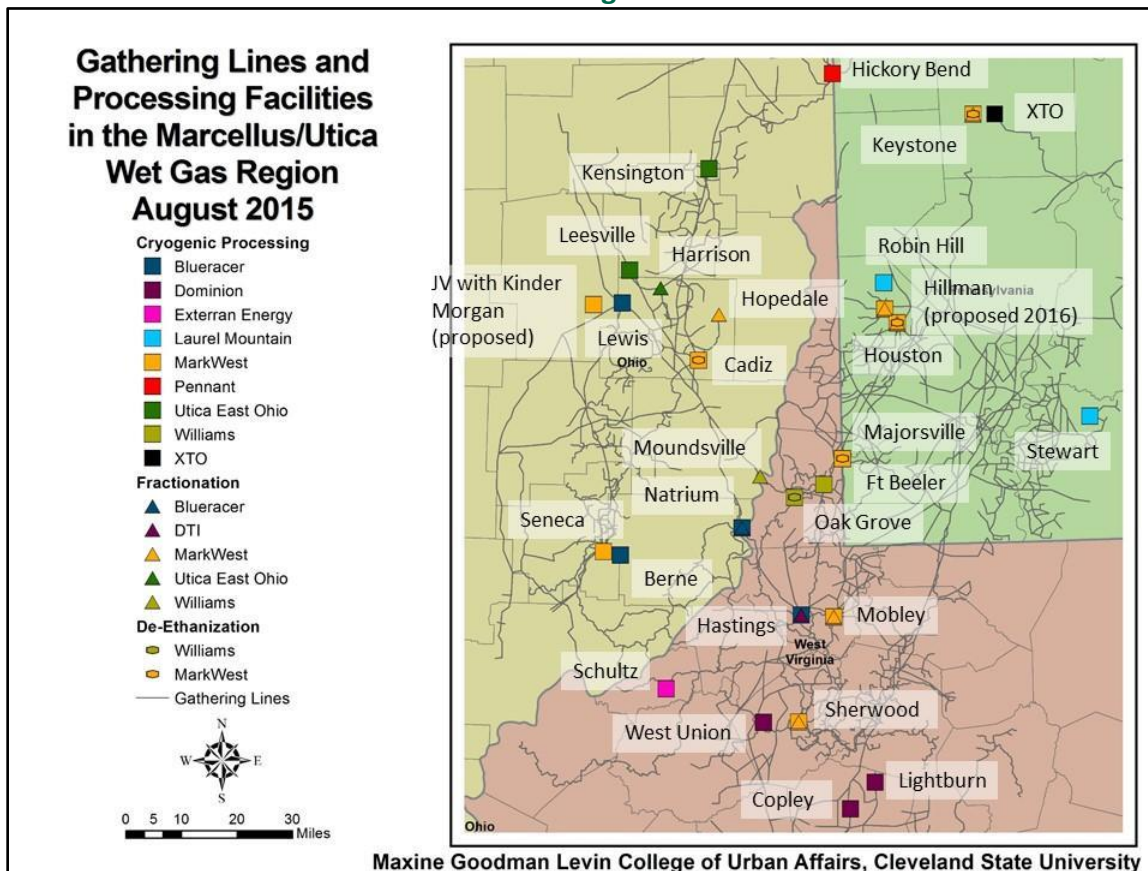 Gathering Lines and
Processing Facilities
in the Marcellus/Utica
Wet Gas Region
August 2015
Cryogenic Processing
Blueracer
Dominion
Exterran Energy
Laurel Mountain
MarkWest
Pennant
Utica East Ohio
Williams
XTO
Fractionation
Blueracer
DTI
MarkWest
Utica East Ohio
Williams
De-Ethanization
Williams
MarkWest
Gathering Lines
N
W E
S
0 5 10 20 30
Miles
Hickory Bend
XTO
Keystone
Kensington
Leesville
Harrison
Robin Hill
JV with Kinder
Morgan
(proposed)
Hopedale
Hillman
(proposed 2016)
Lewis
Ohio
Cadiz
Houston
Moundsville
Majorsville
Stewart
Natrium
Ft Beeler
Seneca
Oak Grove
Berne
Hastings
Mobley
West
Virginia
Schultz
Sherwood
West Union
Lightburn
Copley
Ohio
Maxine Goodman Levin College of Urban Affairs, Cleveland State University